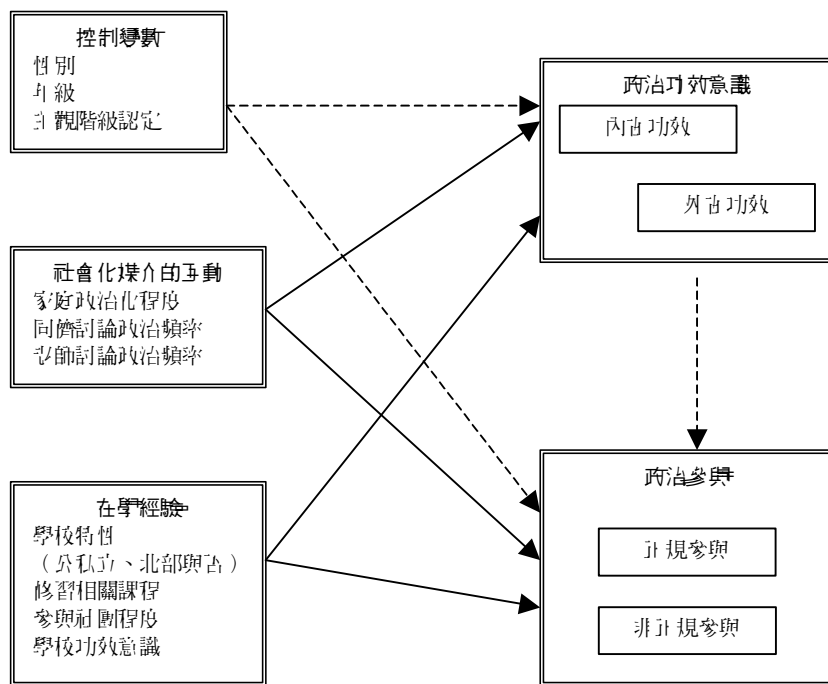 控制變數
性別
年級
主觀階級認定
政治功效意識
內在功效
外在功效
社會化媒介的互動
家庭政治化程度
同儕討論政治頻率
老師討論政治頻率
在學經驗
學校特性
（公私立、北部與否）
修習相關課程
參與社團程度
學校功效意識
政治參與
正規參與
非正規參與